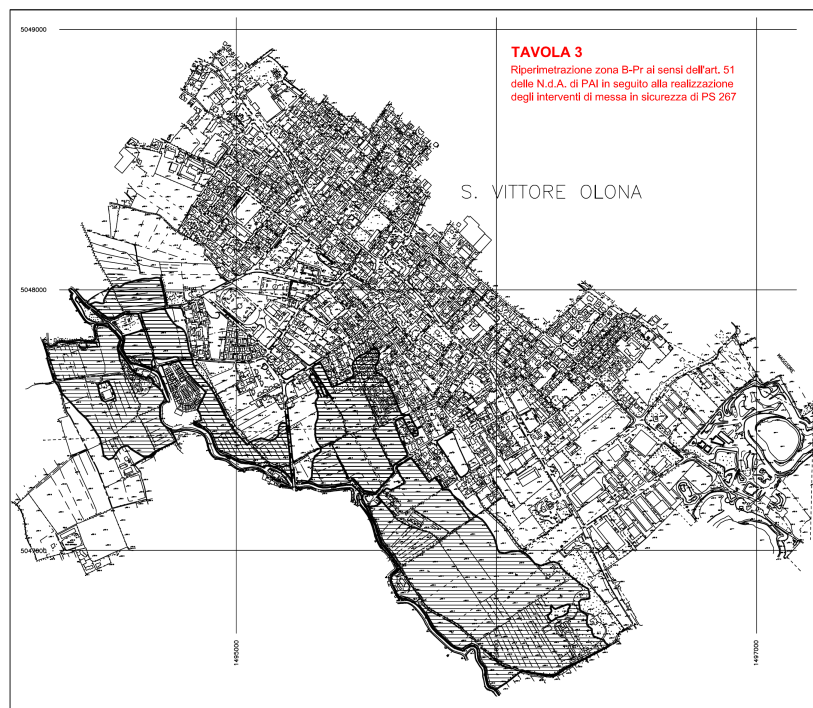 5049000
TAVOLA 3
Riperimetrazione zona B-Pr ai sensi dell'art. 51
delle N.d.A. di PAI in seguito alla realizzazione
degli interventi di messa in sicurezza di PS 267
S. VITTORE OLONA
5048000
5047000
1495000
1497000